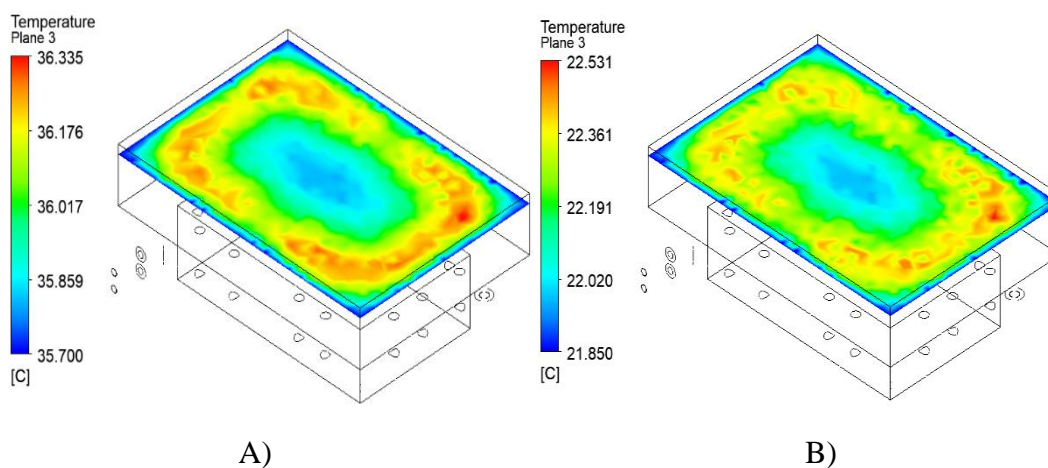 Temperature
Plane 3
36.335
36.176
36.017
35.859
35.700
[C]
A)
Temperature
Plane 3
22.531
22.361
22.191
22.020
21.850
[C]
B)